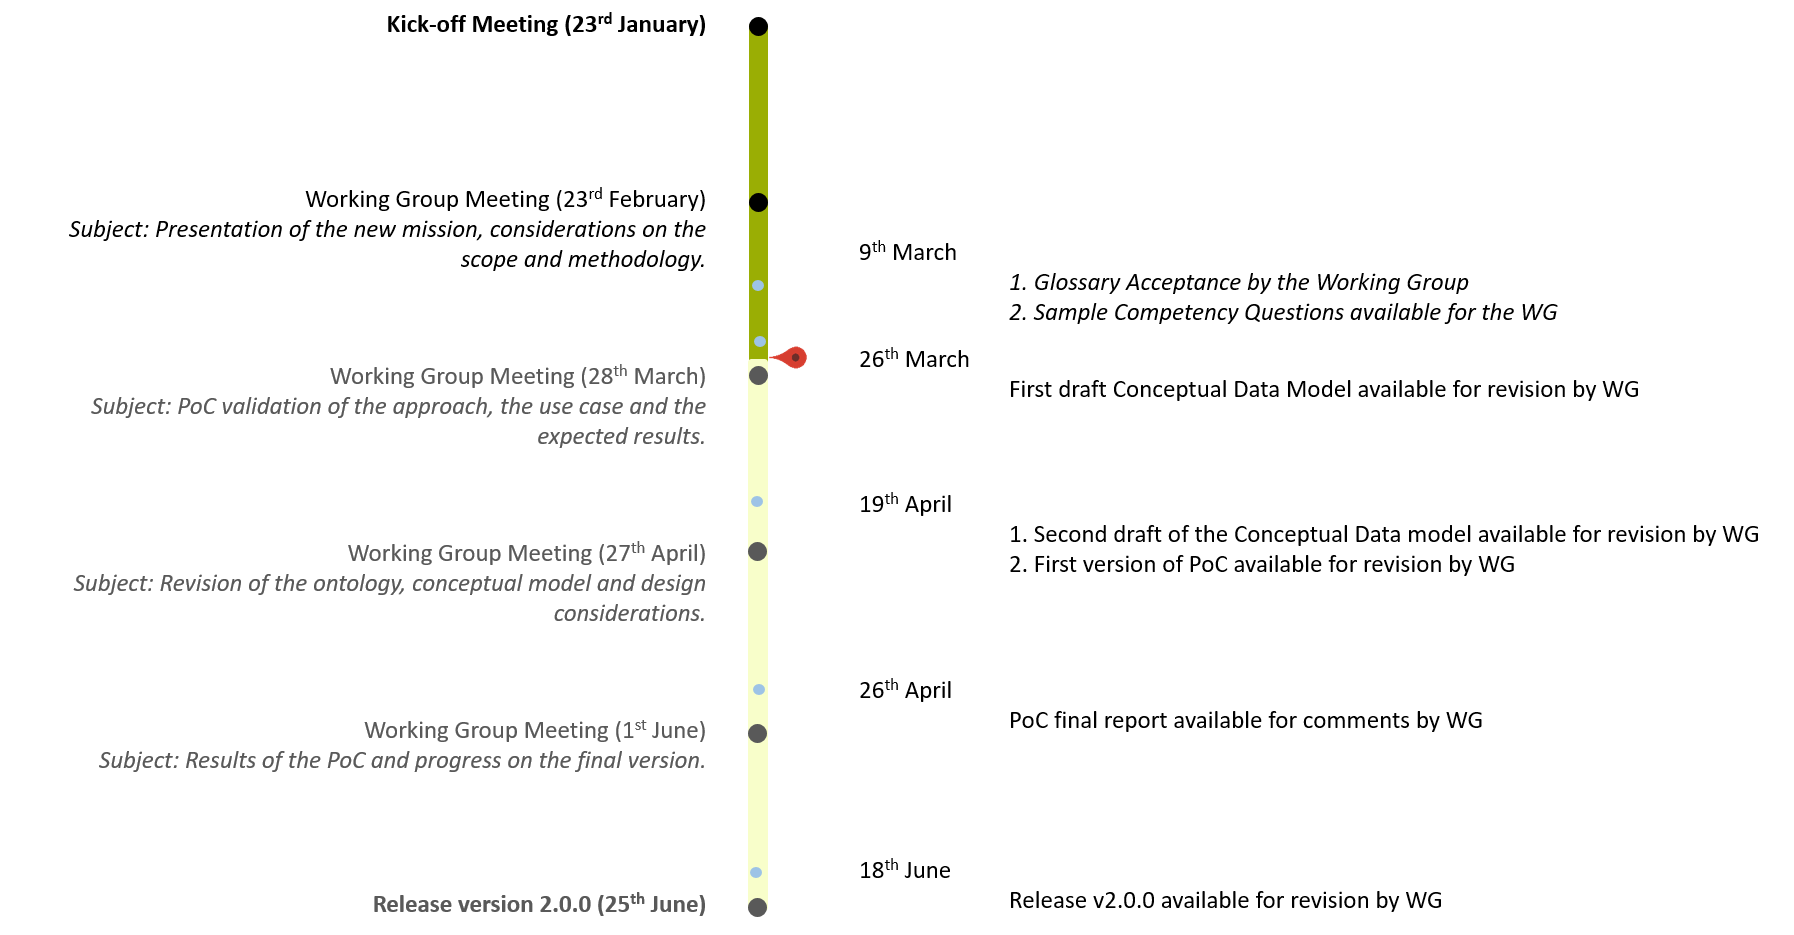 Kick-off Meeting (23rd January)
Working Group Meeting (23rd February)
Subject: Presentation of the new mission, considerations on the
scope and methodology.
9th March
1. Glossary Acceptance by the Working Group
2. Sample Competency Questions available for the WG
26th March
Working Group Meeting (28th March)
Subject: PoC validation of the approach, the use case and the
expected results.
First draft Conceptual Data Model available for revision by WG
19th April
1. Second draft of the Conceptual Data model available for revision by WG
2. First version of PoC available for revision by WG
Working Group Meeting (27th April)
Subject: Revision of the ontology, conceptual model and design
considerations.
26th April
PoC final report available for comments by WG
Working Group Meeting (1st June)
Subject: Results of the PoC and progress on the final version.
18th June
Release v2.0.0 available for revision by WG
Release version 2.0.0 (25th June)